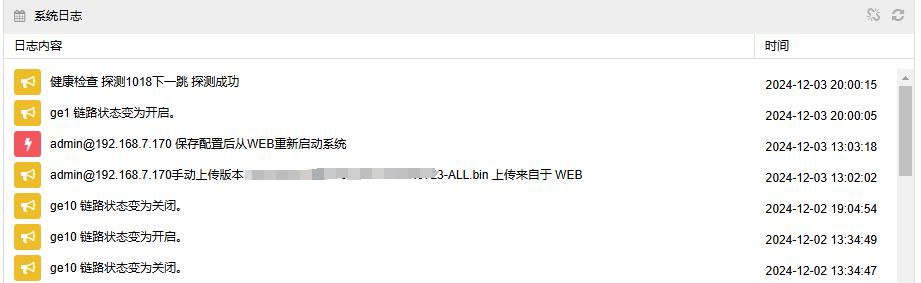 系统日志
日志内容 时间
健康检查 探测1018下一跳 探测成功 2024-12-03 20:00:15
ge1 链路状态变为开启。 2024-12-03 20:00:05
admin@192.168.7.170 保存配置后从WEB重新启动系统 2024-12-03 13:03:18
admin@192.168.7.170手动上传版本 23-ALL.bin 上传来自于 WEB 2024-12-03 13:02:02
ge10 链路状态变为关闭。 2024-12-02 19:04:54
ge10 链路状态变为开启。 2024-12-02 13:34:49
ge10 链路状态变为关闭。 2024-12-02 13:34:47